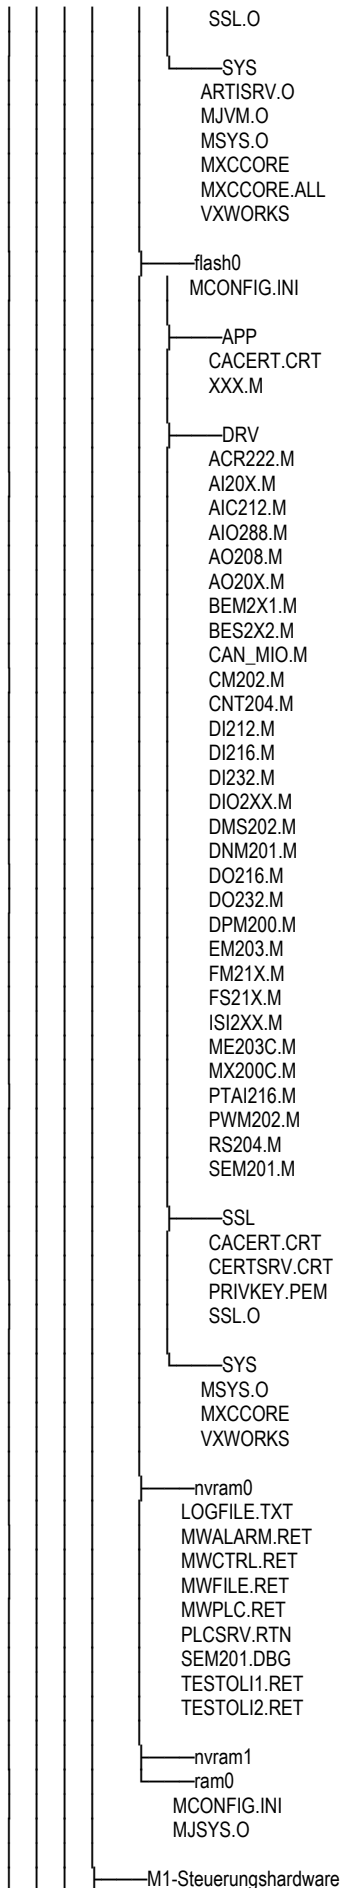 SSL.O
SYS
ARTISRV.O
MJVM.O
MSYS.O
MXCCORE
MXCCORE.ALL
VXWORKS
flash0
MCONFIG.INI
APP
CACERT.CRT
XXX.M
DRV
ACR222.M
AI20X.M
AIC212.M
AIO288.M
AO208.M
AO20X.M
BEM2X1.M
BES2X2.M
CAN_MIO.M
CM202.M
CNT204.M
DI212.M
DI216.M
DI232.M
DIO2XX.M
DMS202.M
DNM201.M
DO216.M
DO232.M
DPM200.M
EM203.M
FM21X.M
FS21X.M
ISI2XX.M
ME203C.M
MX200C.M
PTAI216.M
PWM202.M
RS204.M
SEM201.M
SSL
CACERT.CRT
CERTSRV.CRT
PRIVKEY.PEM
SSL.O
SYS
MSYS.O
MXCCORE
VXWORKS
nvram0
LOGFILE.TXT
MWALARM.RET
MWCTRL.RET
MWFILE.RET
MWPLC.RET
PLCSRV.RTN
SEM201.DBG
TESTOLI1.RET
TESTOLI2.RET
nvram1
ram0
MCONFIG.INI
MJSYS.O
M1-Steuerungshardware